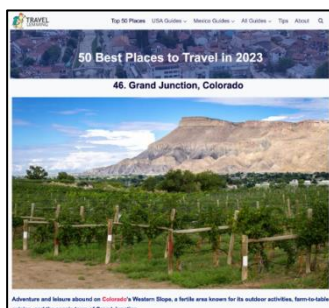 TRAVEL
LEMMING
Top 50 Places USA Guides Mexico Guides All Guides Tips About
50 Best Places to Travel in 2023
46. Grand Junction, Colorado
Adventure and leisure abound on Colorado's Western Slope, a fertile area known for its outdoor activities, farm-to-table